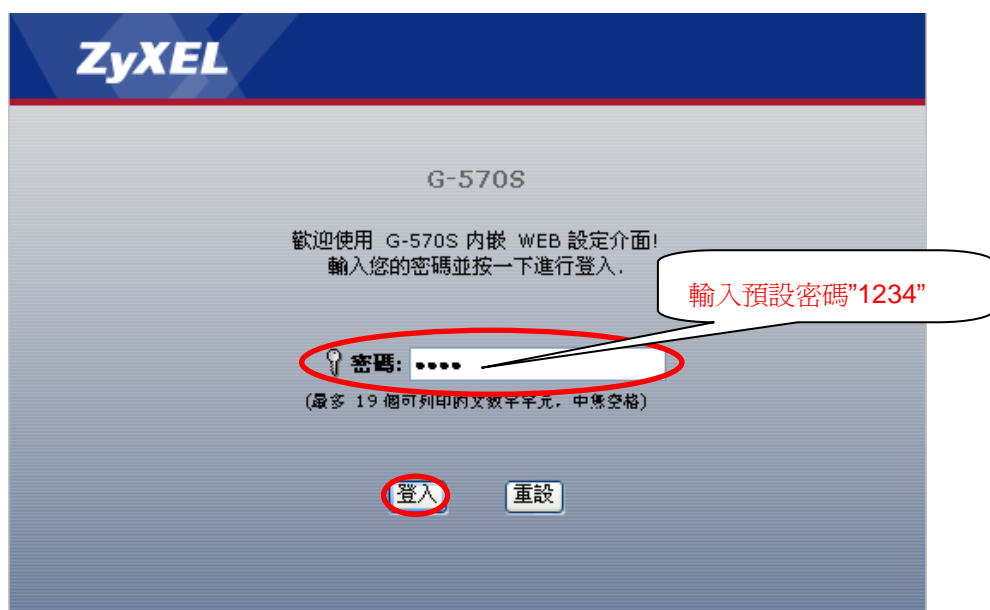 ZyXEL
G-570S
歡迎使用 G-570S 內嵌 WEB 設定介面!
輸入您的密碼並按一下進行登入.
輸入預設密碼"1234”
密碼: ••••
(最多 19 個可列印的文數字字元, 中無空格)
登入
重設